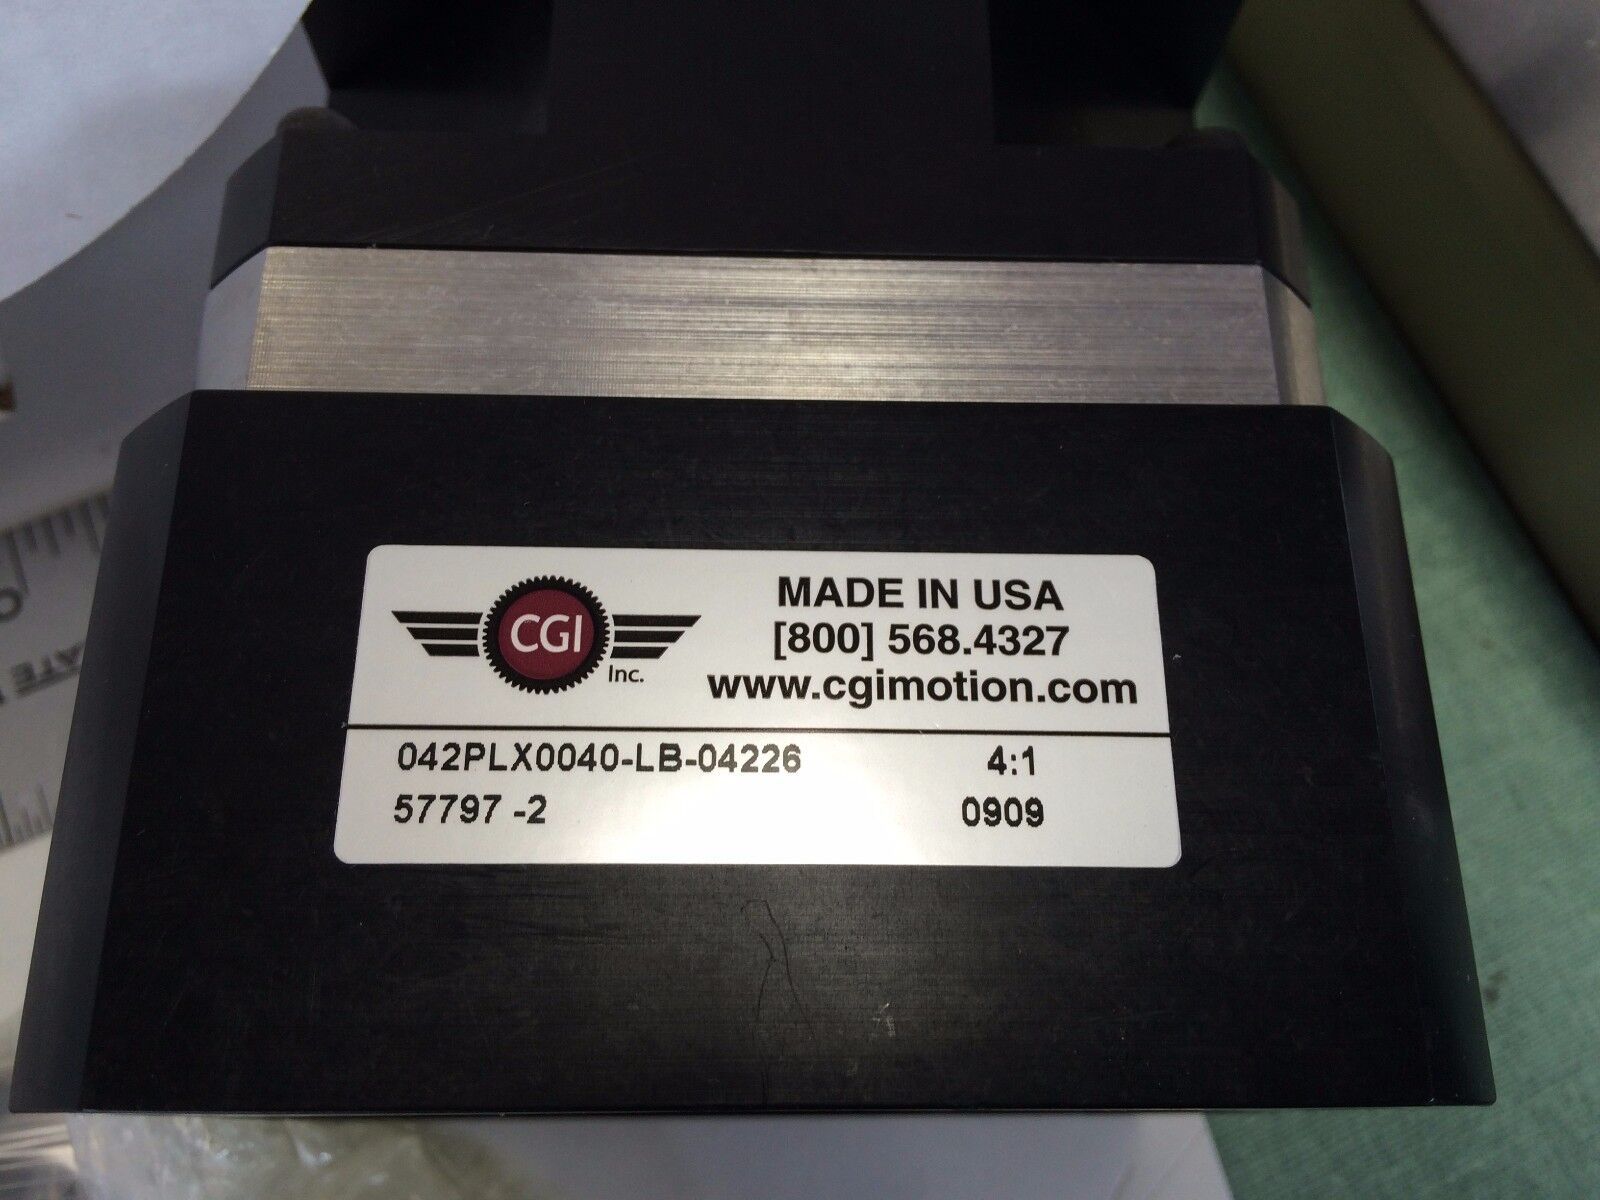 CGI
Inc.
MADE IN USA
[800] 568.4327
www.cgimotion.com
042PLX0040-LB-04226 4:1
57797 -2 0909